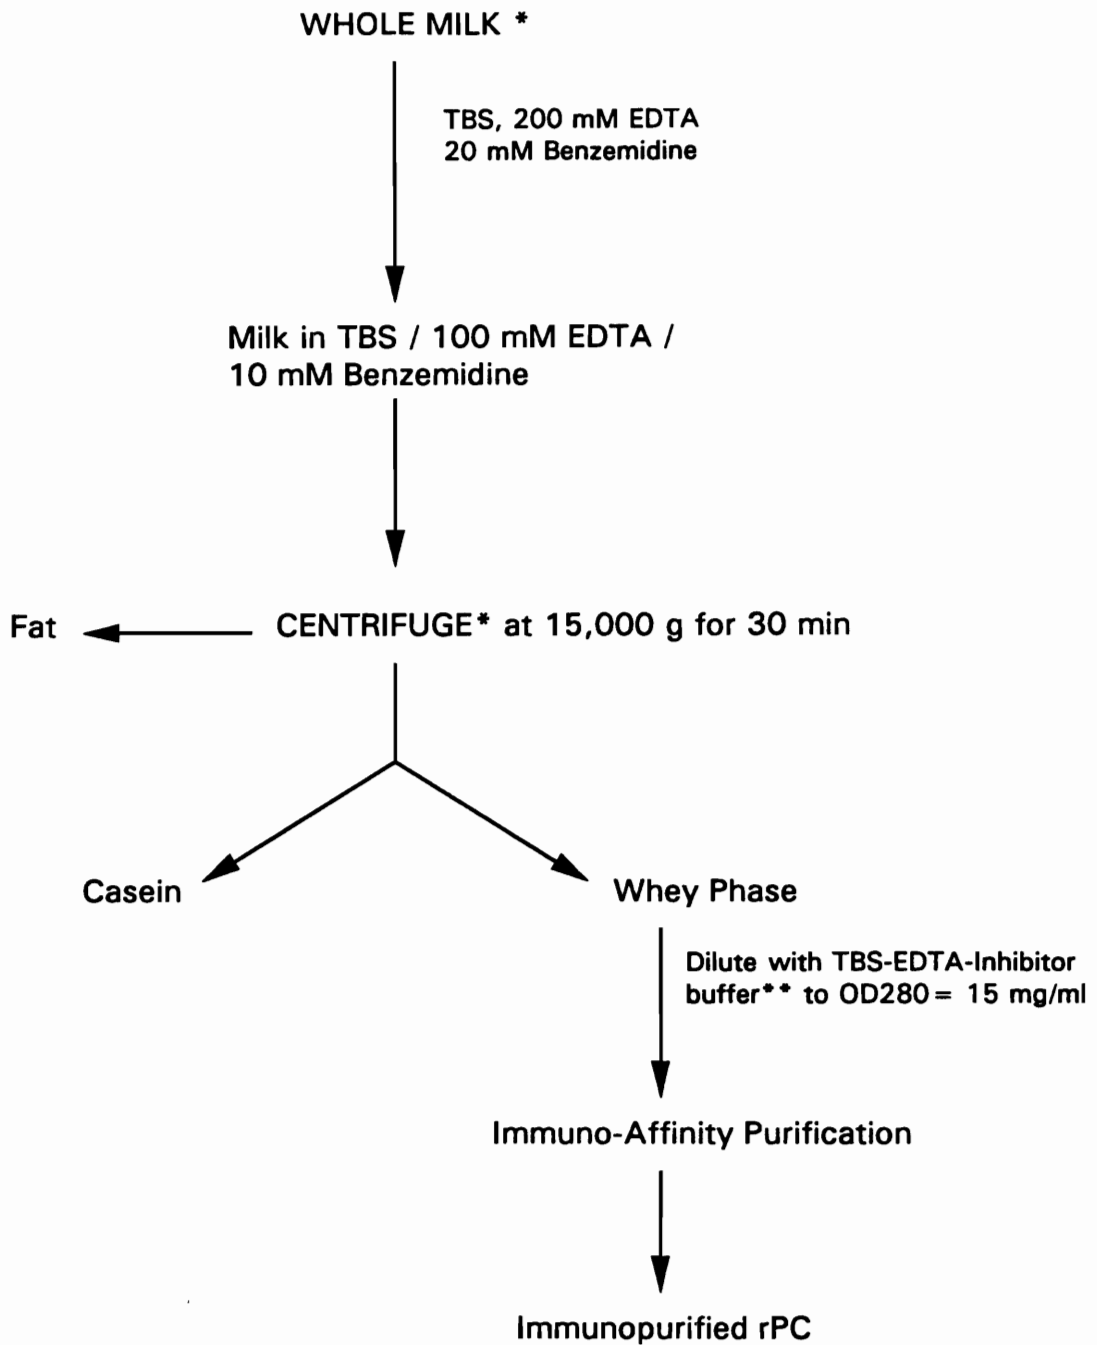 WHOLE MILK *
TBS, 200 mM EDTA
20 mM Benzemidine
Milk in TBS / 100 mM EDTA /
10 mM Benzemidine
Fat
CENTRIFUGE* at 15,000 g for 30 min
Casein
Whey Phase
Dilute with TBS-EDTA-Inhibitor
buffer** to OD280= 15 mg/ml
Immuno-Affinity Purification
Immunopurified rPC